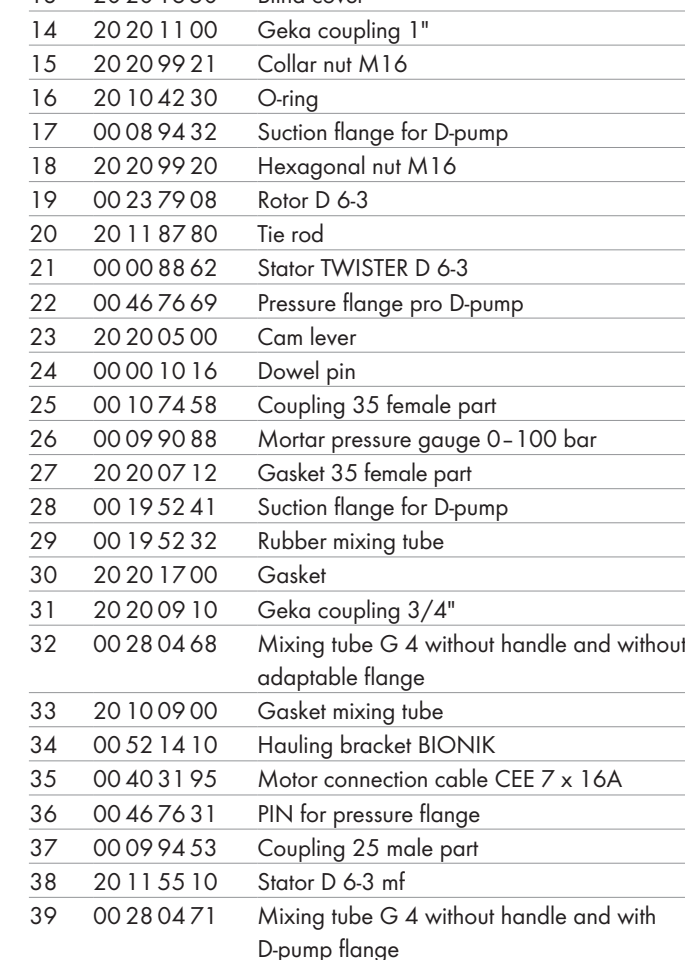 14 20 20 11 00 Geka coupling 1"
15 20 20 99 21 Collar nut M16
16 20 10 42 30 O-ring
17 00 08 94 32 Suction flange for D-pump
18 20 20 99 20 Hexagonal nut M16
19 00 23 79 08 Rotor D 6-3
20 20 11 87 80 Tie rod
21 00 00 88 62 Stator TWISTER D 6-3
22 00 46 76 69 Pressure flange pro D-pump
23 20 20 05 00 Cam lever
24 00 00 10 16 Dowel pin
25 00 10 74 58 Coupling 35 female part
26 00 09 90 88 Mortar pressure gauge 0–100 bar
27 20 20 07 12 Gasket 35 female part
28 00 19 52 41 Suction flange for D-pump
29 00 19 52 32 Rubber mixing tube
30 20 20 17 00 Gasket
31 20 20 09 10 Geka coupling 3/4"
32 00 28 04 68 Mixing tube G 4 without handle and without
adaptable flange
33 20 10 09 00 Gasket mixing tube
34 00 52 14 10 Hauling bracket BIONIK
35 00 40 31 95 Motor connection cable CEE 7 x 16A
36 00 46 76 31 PIN for pressure flange
37 00 09 94 53 Coupling 25 male part
38 20 11 55 10 Stator D 6-3 mf
39 00 28 04 71 Mixing tube G 4 without handle and with
D-pump flange